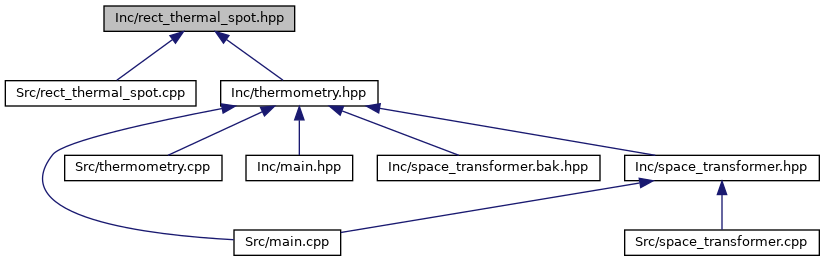 Inc/rect_thermal_spot.hpp
Src/rect_thermal_spot.cpp
Inc/thermometry.hpp
Src/thermometry.cpp
Inc/main.hpp
Inc/space_transformer.bak.hpp
Inc/space_transformer.hpp
Src/main.cpp
Src/space_transformer.cpp